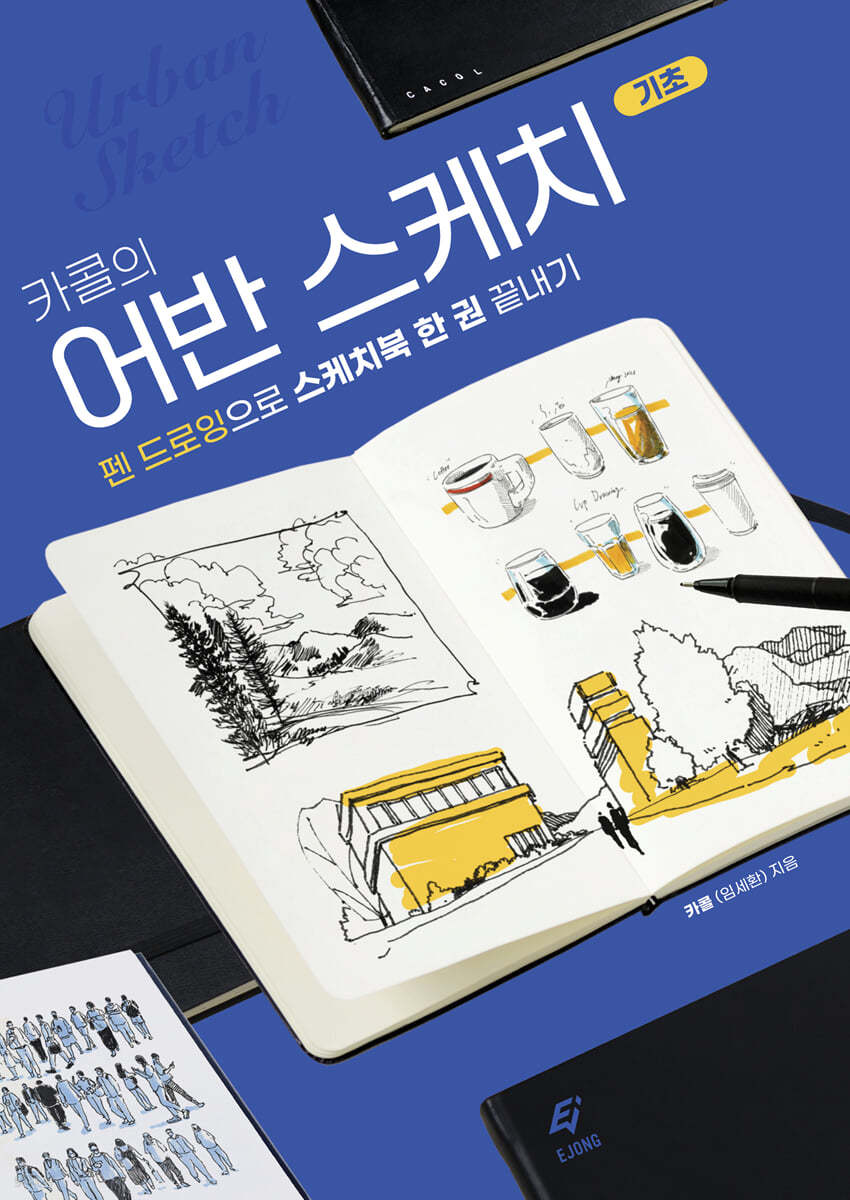 Urban
Sketch
CACOL
기초
카콜의
어반 스케치
펜 드로잉으로 스케치북 한 권 끝내기
"Coffee"
Cup Drawing.
카콜 (임세환) 지음
EJONG